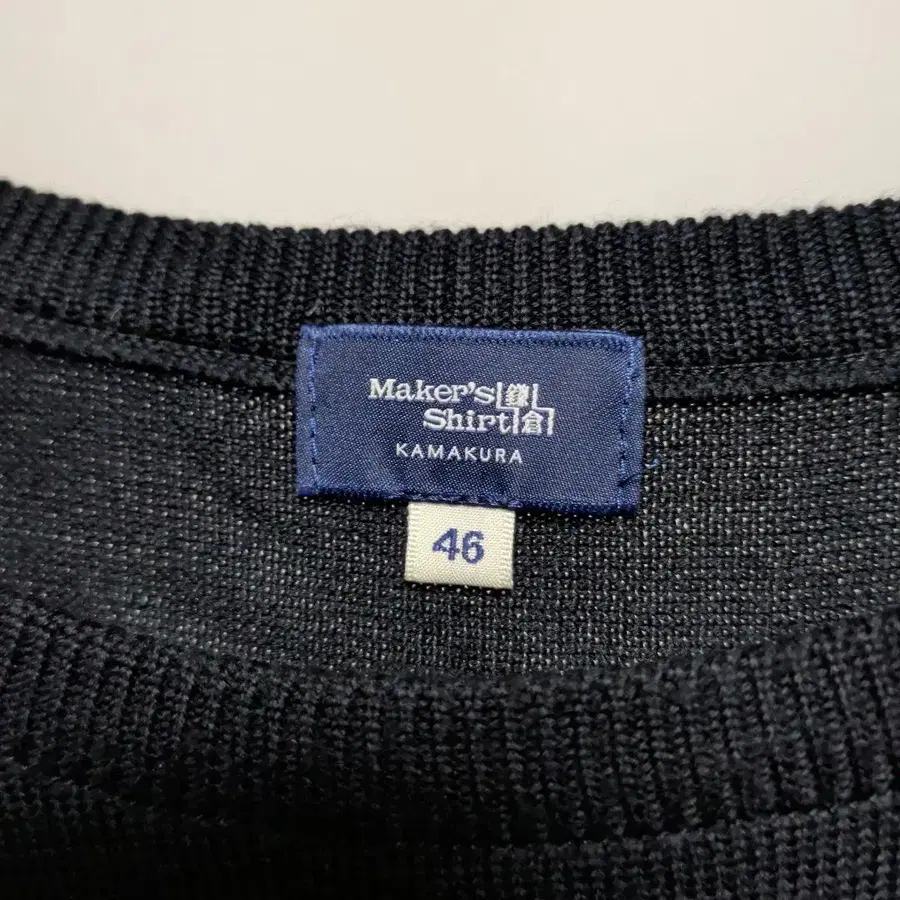 Maker's 鎌
Shirt 倉
KAMAKURA
46